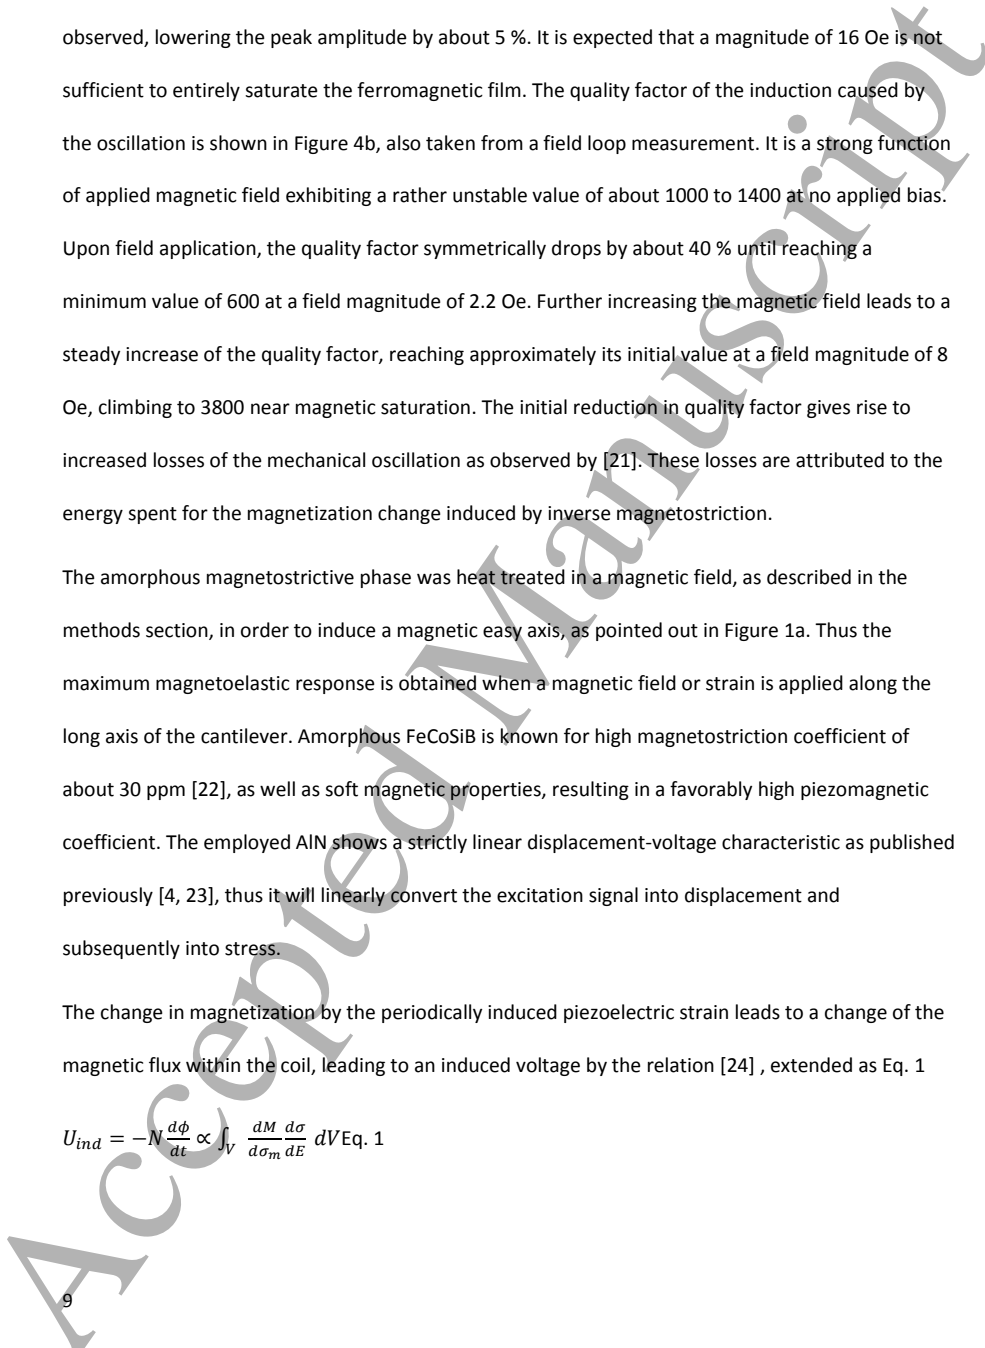 observed, lowering the peak amplitude by about 5 %. It is expected that a magnitude of 16 Oe is not
sufficient to entirely saturate the ferromagnetic film. The quality factor of the induction caused by
the oscillation is shown in Figure 4b, also taken from a field loop measurement. It is a strong function
of applied magnetic field exhibiting a rather unstable value of about 1000 to 1400 at no applied bias.
Upon field application, the quality factor symmetrically drops by about 40 % until reaching a
minimum value of 600 at a field magnitude of 2.2 Oe. Further increasing the magnetic field leads to a
steady increase of the quality factor, reaching approximately its initial value at a field magnitude of 8
Oe, climbing to 3800 near magnetic saturation. The initial reduction in quality factor gives rise to
increased losses of the mechanical oscillation as observed by [21]. These losses are attributed to the
energy spent for the magnetization change induced by inverse magnetostriction.
The amorphous magnetostrictive phase was heat treated in a magnetic field, as described in the
methods section, in order to induce a magnetic easy axis, as pointed out in Figure 1a. Thus the
maximum magnetoelastic response is obtained when a magnetic field or strain is applied along the
long axis of the cantilever. Amorphous FeCoSiB is known for high magnetostriction coefficient of
about 30 ppm [22], as well as soft magnetic properties, resulting in a favorably high piezomagnetic
coefficient. The employed AlN shows a strictly linear displacement-voltage characteristic as published
previously [4, 23], thus it will linearly convert the excitation signal into displacement and
subsequently into stress.
The change in magnetization by the periodically induced piezoelectric strain leads to a change of the
magnetic flux within the coil, leading to an induced voltage by the relation [24] , extended as Eq. 1
U_{ind} = −N \frac{dϕ}{dt} ∝ ∫_V \frac{dM}{dσ_m} \frac{dσ}{dE} dV Eq. 1
9
Accepted Manuscript